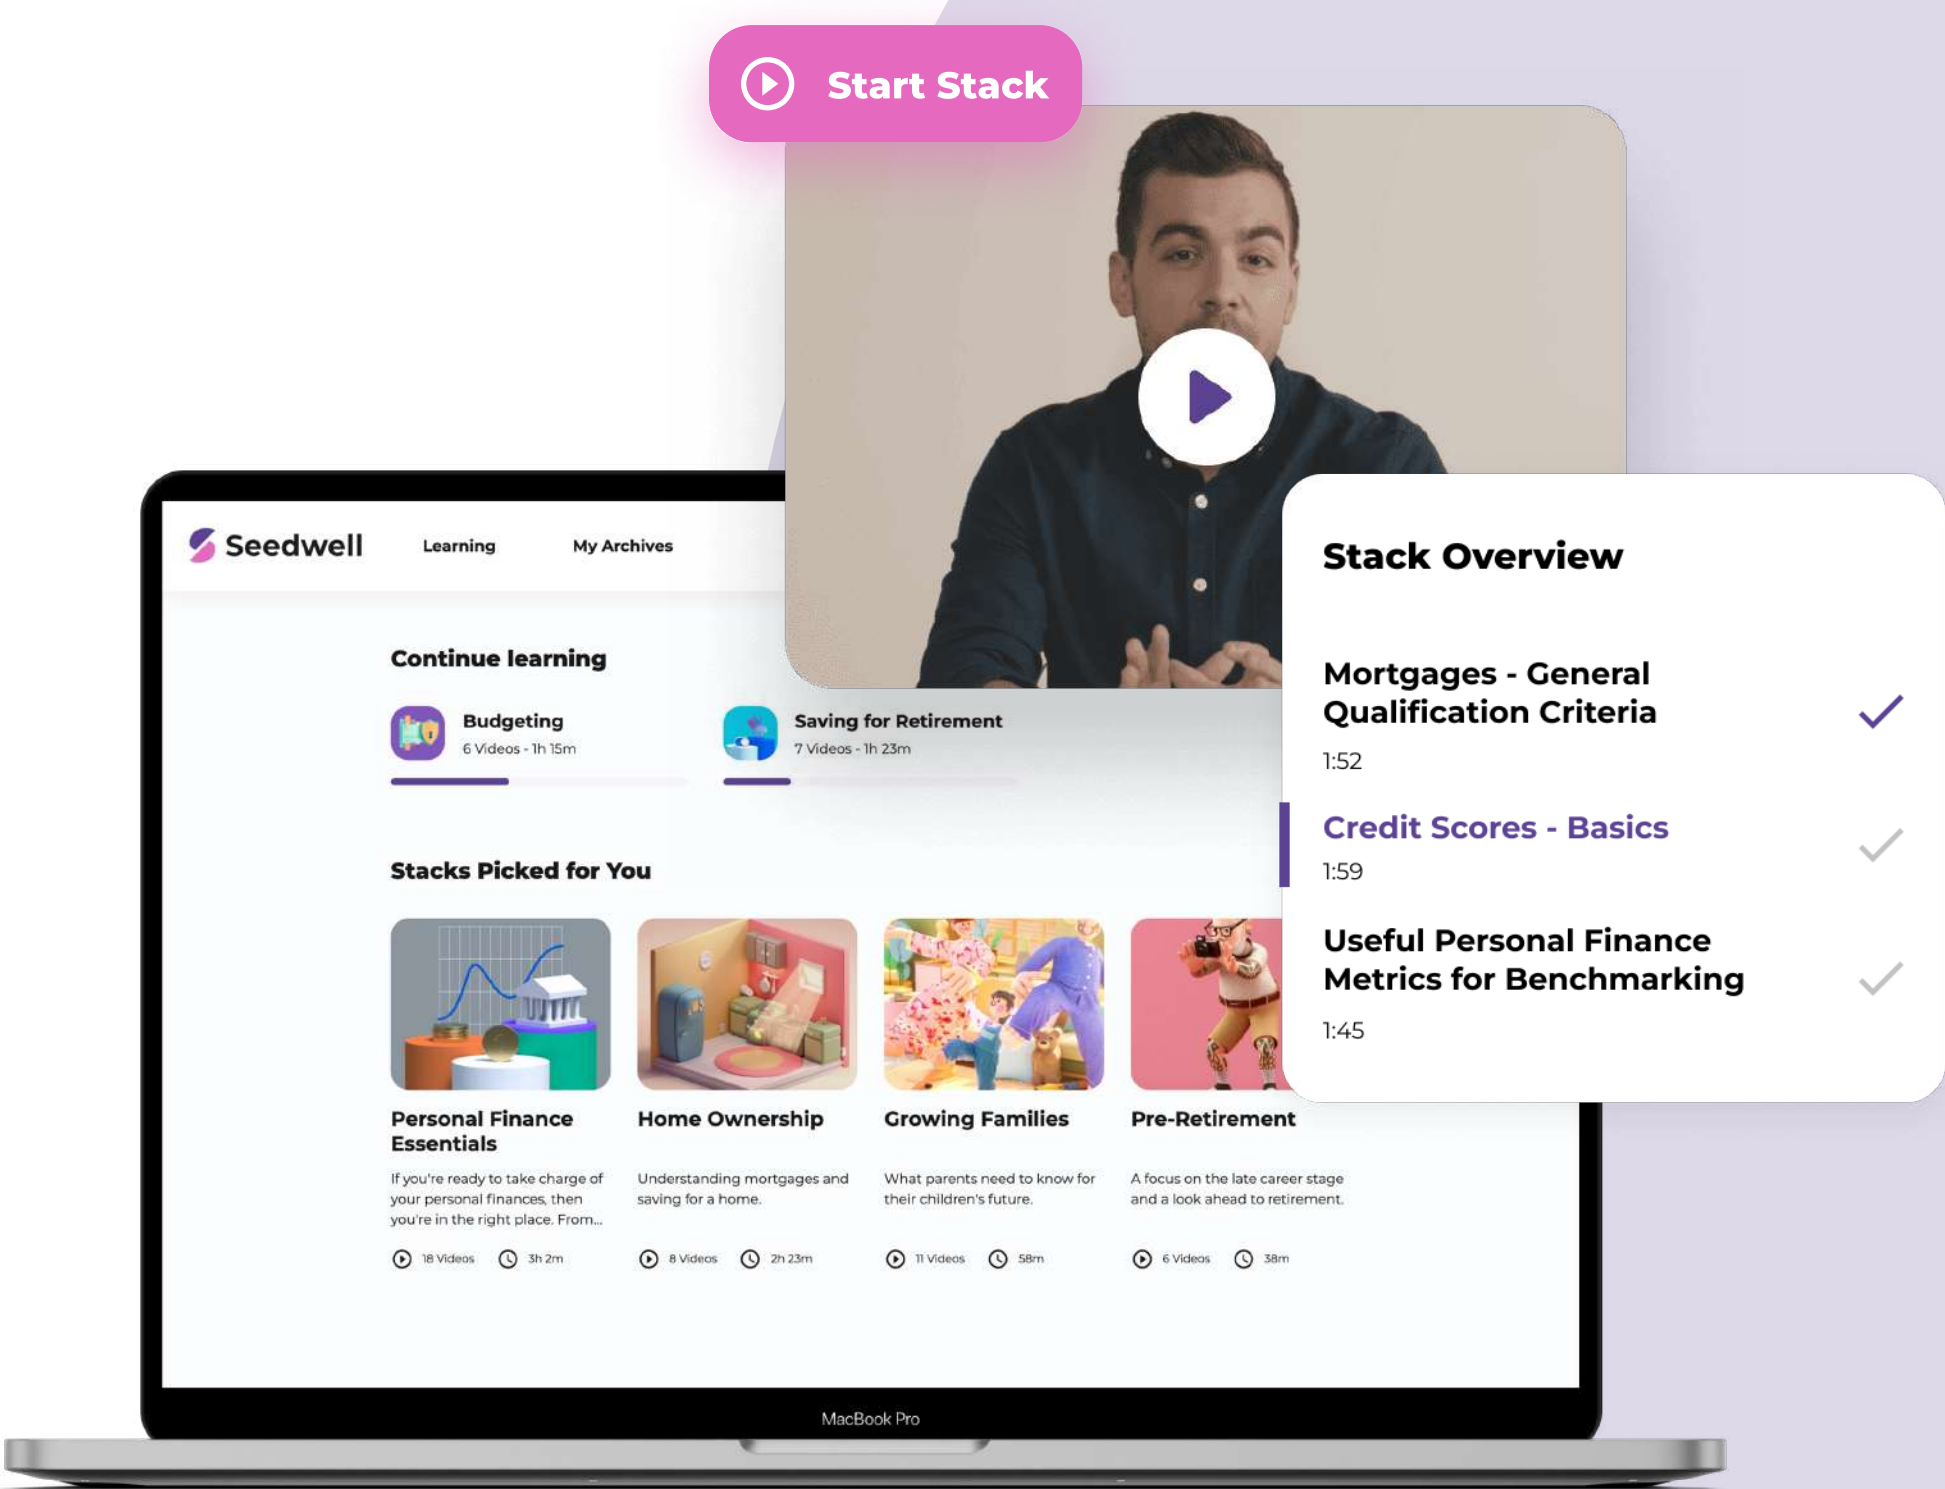 Start Stack
Seedwell
Learning
My Archives
Continue learning
Budgeting
6 Videos - 1h 15m
Saving for Retirement
7 Videos - 1h 23m
Stacks Picked for You
Personal Finance
Essentials
If you're ready to take charge of
your personal finances, then
you're in the right place. From...
18 Videos
3h 2m
Home Ownership
Understanding mortgages and
saving for a home.
8 Videos
2h 23m
Growing Families
What parents need to know for
their children's future.
11 Videos
58m
Pre-Retirement
A focus on the late career stage
and a look ahead to retirement.
6 Videos
38m
Stack Overview
Mortgages - General
Qualification Criteria
1:52
Credit Scores - Basics
1:59
Useful Personal Finance
Metrics for Benchmarking
1:45
MacBook Pro